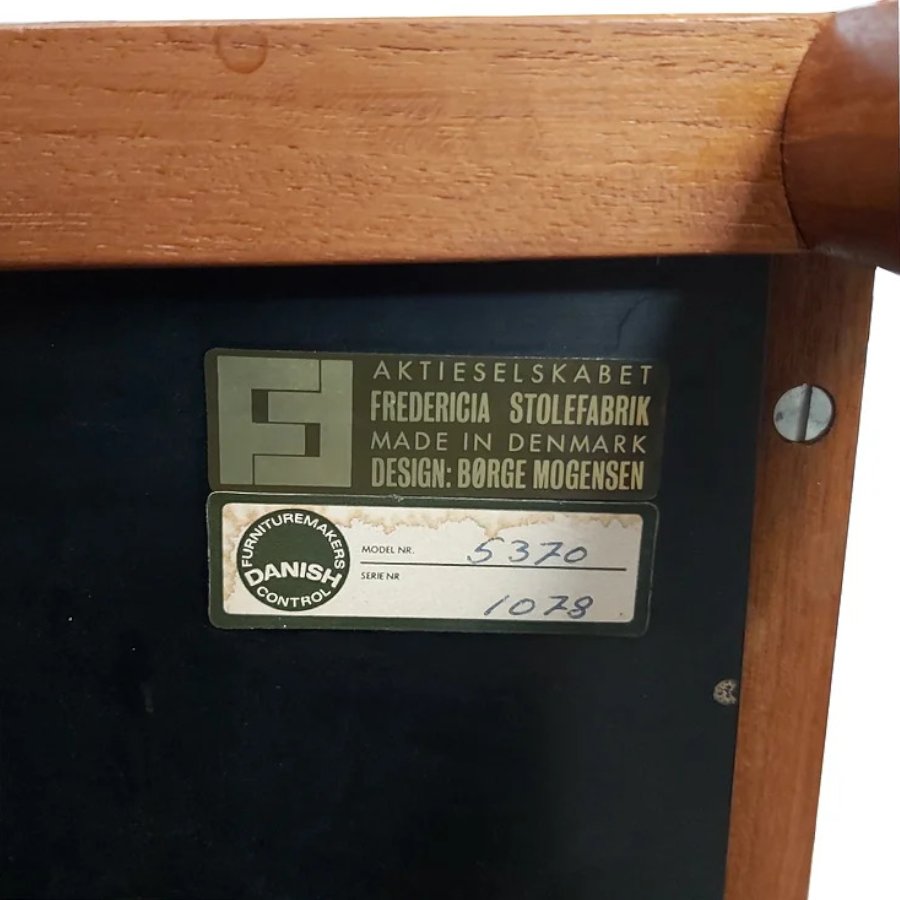 AKTIESELSKABET
FREDERICIA STOLEFABRIK
MADE IN DENMARK
DESIGN: BØRGE MOGENSEN
FURNITUREMAKERS
DANISH
CONTROL
MODEL NR. 5370
SERIE NR 1078